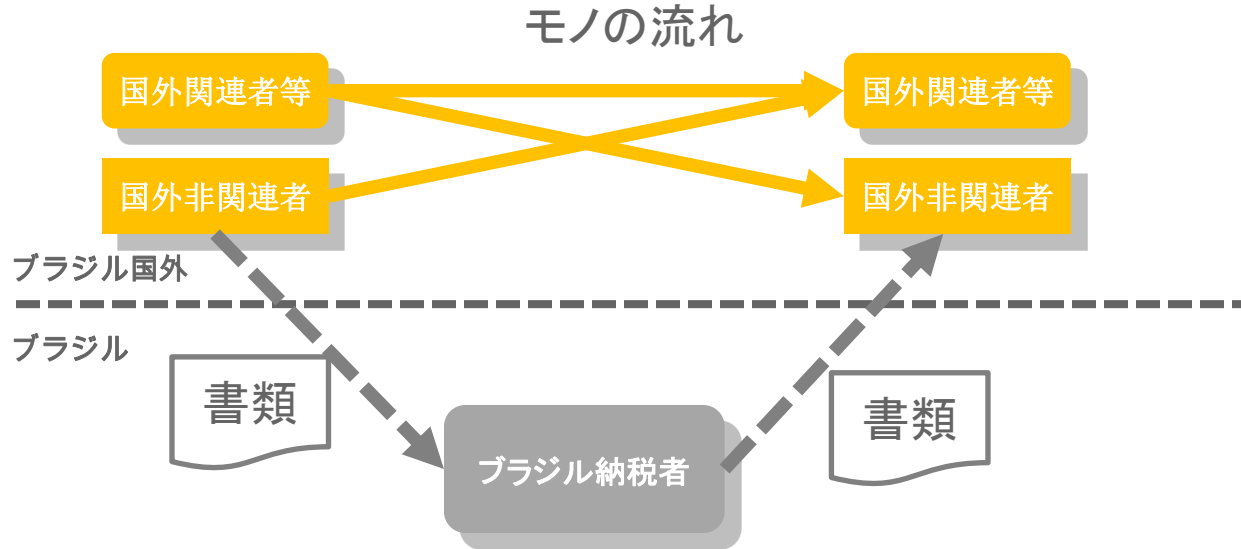 モノの流れ
国外関連者等
国外関連者等
国外非関連者
国外非関連者
ブラジル国外
ブラジル
書類
書類
ブラジル納税者